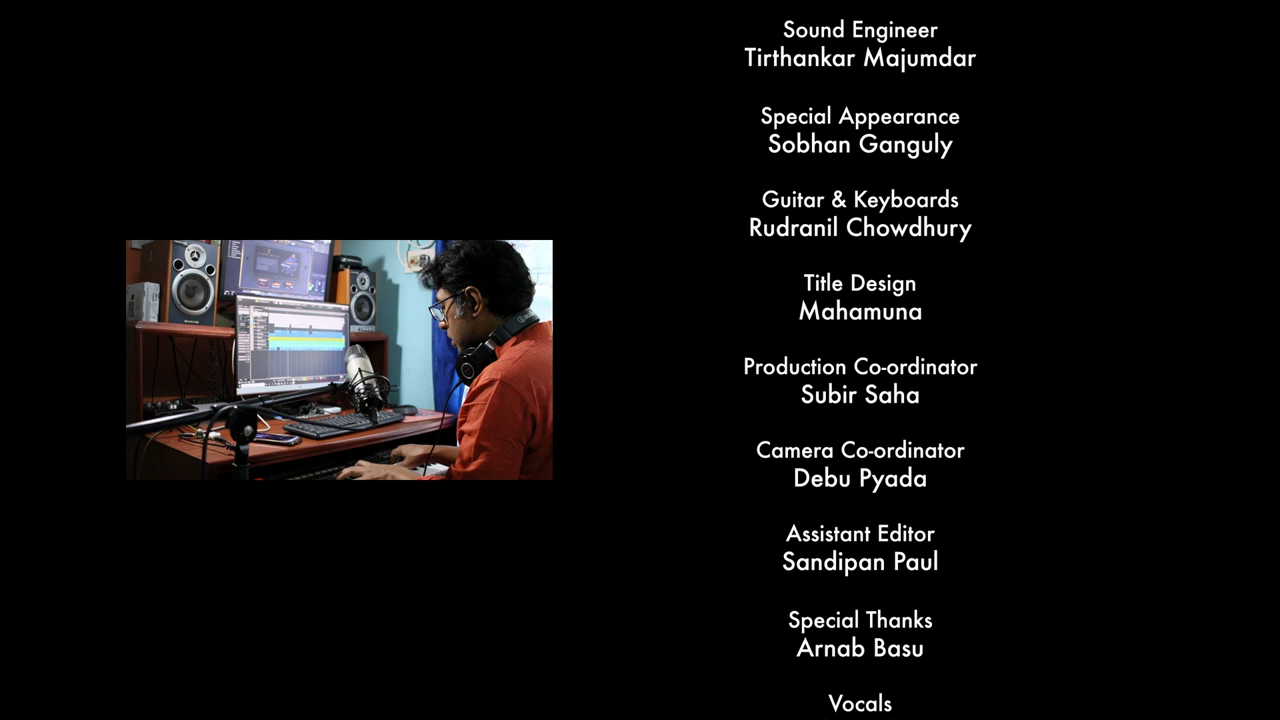 Sound Engineer
Tirthankar Majumdar
Special Appearance
Sobhan Ganguly
Guitar & Keyboards
Rudranil Chowdhury
Title Design
Mahamuna
Production Co-ordinator
Subir Saha
Camera Co-ordinator
Debu Pyada
Assistant Editor
Sandipan Paul
Special Thanks
Arnab Basu
Vocals